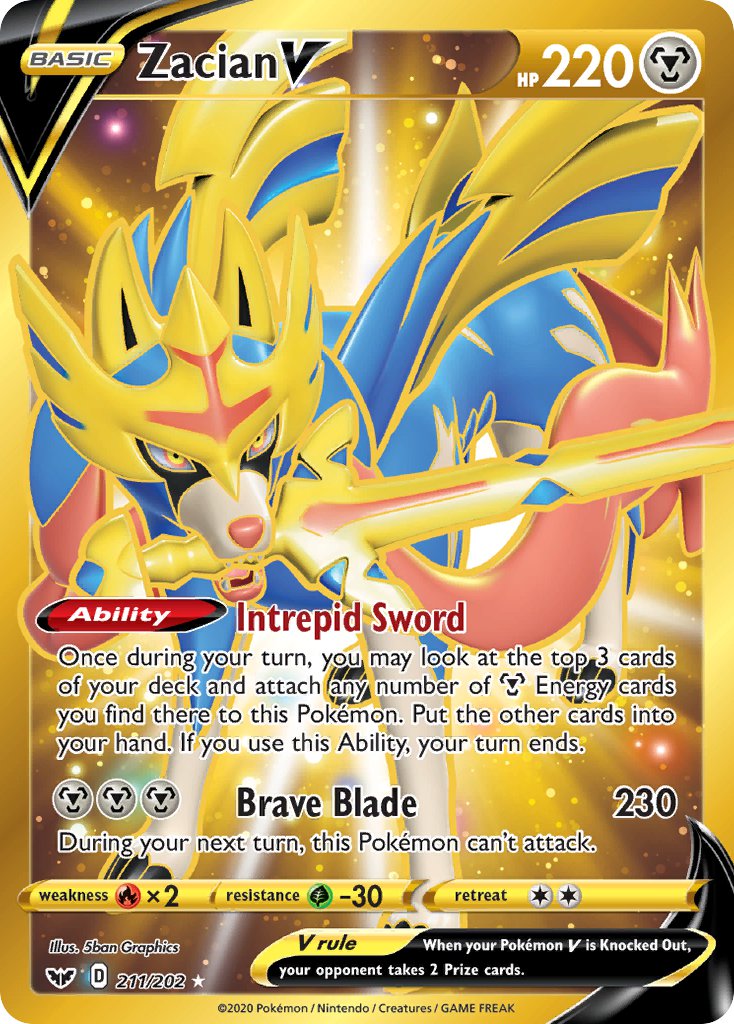 BASIC Zacian V HP 220
Ability Intrepid Sword
Once during your turn, you may look at the top 3 cards
of your deck and attach any number of Energy cards
you find there to this Pokémon. Put the other cards into
your hand. If you use this Ability, your turn ends.
Brave Blade 230
During your next turn, this Pokémon can't attack.
weakness ×2 resistance -30 retreat
Illus. 5ban Graphics
V rule When your Pokémon V is Knocked Out,
your opponent takes 2 Prize cards.
D 211/202 ★
©2020 Pokémon / Nintendo / Creatures / GAME FREAK